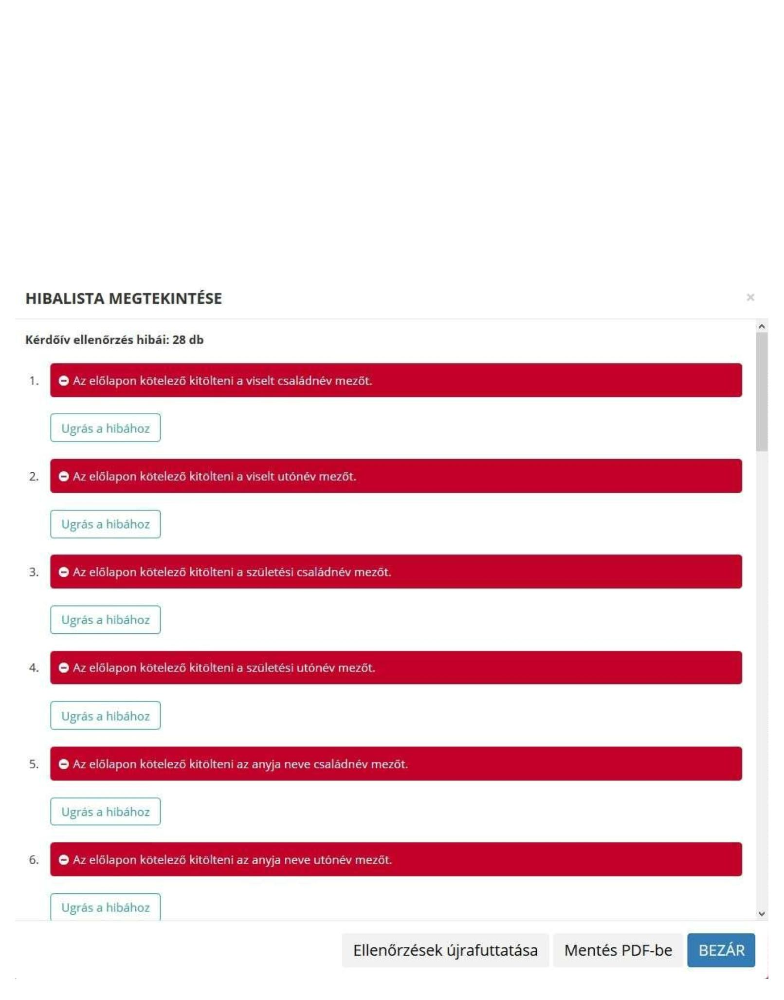 HIBALISTA MEGTEKINTÉSE ×
Kérdőív ellenőrzés hibái: 28 db
1. Az előlapon kötelező kitölteni a viselt családnév mezőt.
Ugrás a hibához
2. Az előlapon kötelező kitölteni a viselt utónév mezőt.
Ugrás a hibához
3. Az előlapon kötelező kitölteni a születési családnév mezőt.
Ugrás a hibához
4. Az előlapon kötelező kitölteni a születési utónév mezőt.
Ugrás a hibához
5. Az előlapon kötelező kitölteni az anyja neve családnév mezőt.
Ugrás a hibához
6. Az előlapon kötelező kitölteni az anyja neve utónév mezőt.
Ugrás a hibához
Ellenőrzések újrafuttatása Mentés PDF-be BEZÁR